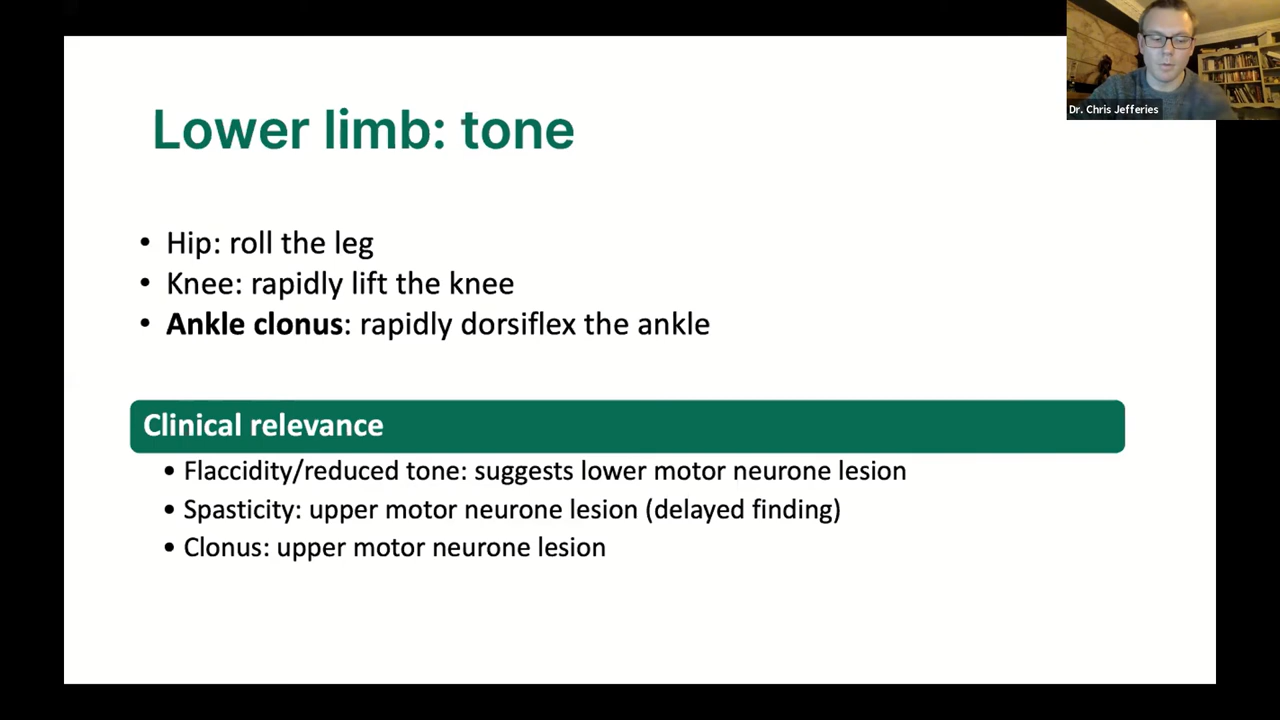 Dr. Chris Jefferies
Lower limb: tone
• Hip: roll the leg
• Knee: rapidly lift the knee
• Ankle clonus: rapidly dorsiflex the ankle
Clinical relevance
• Flaccidity/reduced tone: suggests lower motor neurone lesion
• Spasticity: upper motor neurone lesion (delayed finding)
• Clonus: upper motor neurone lesion